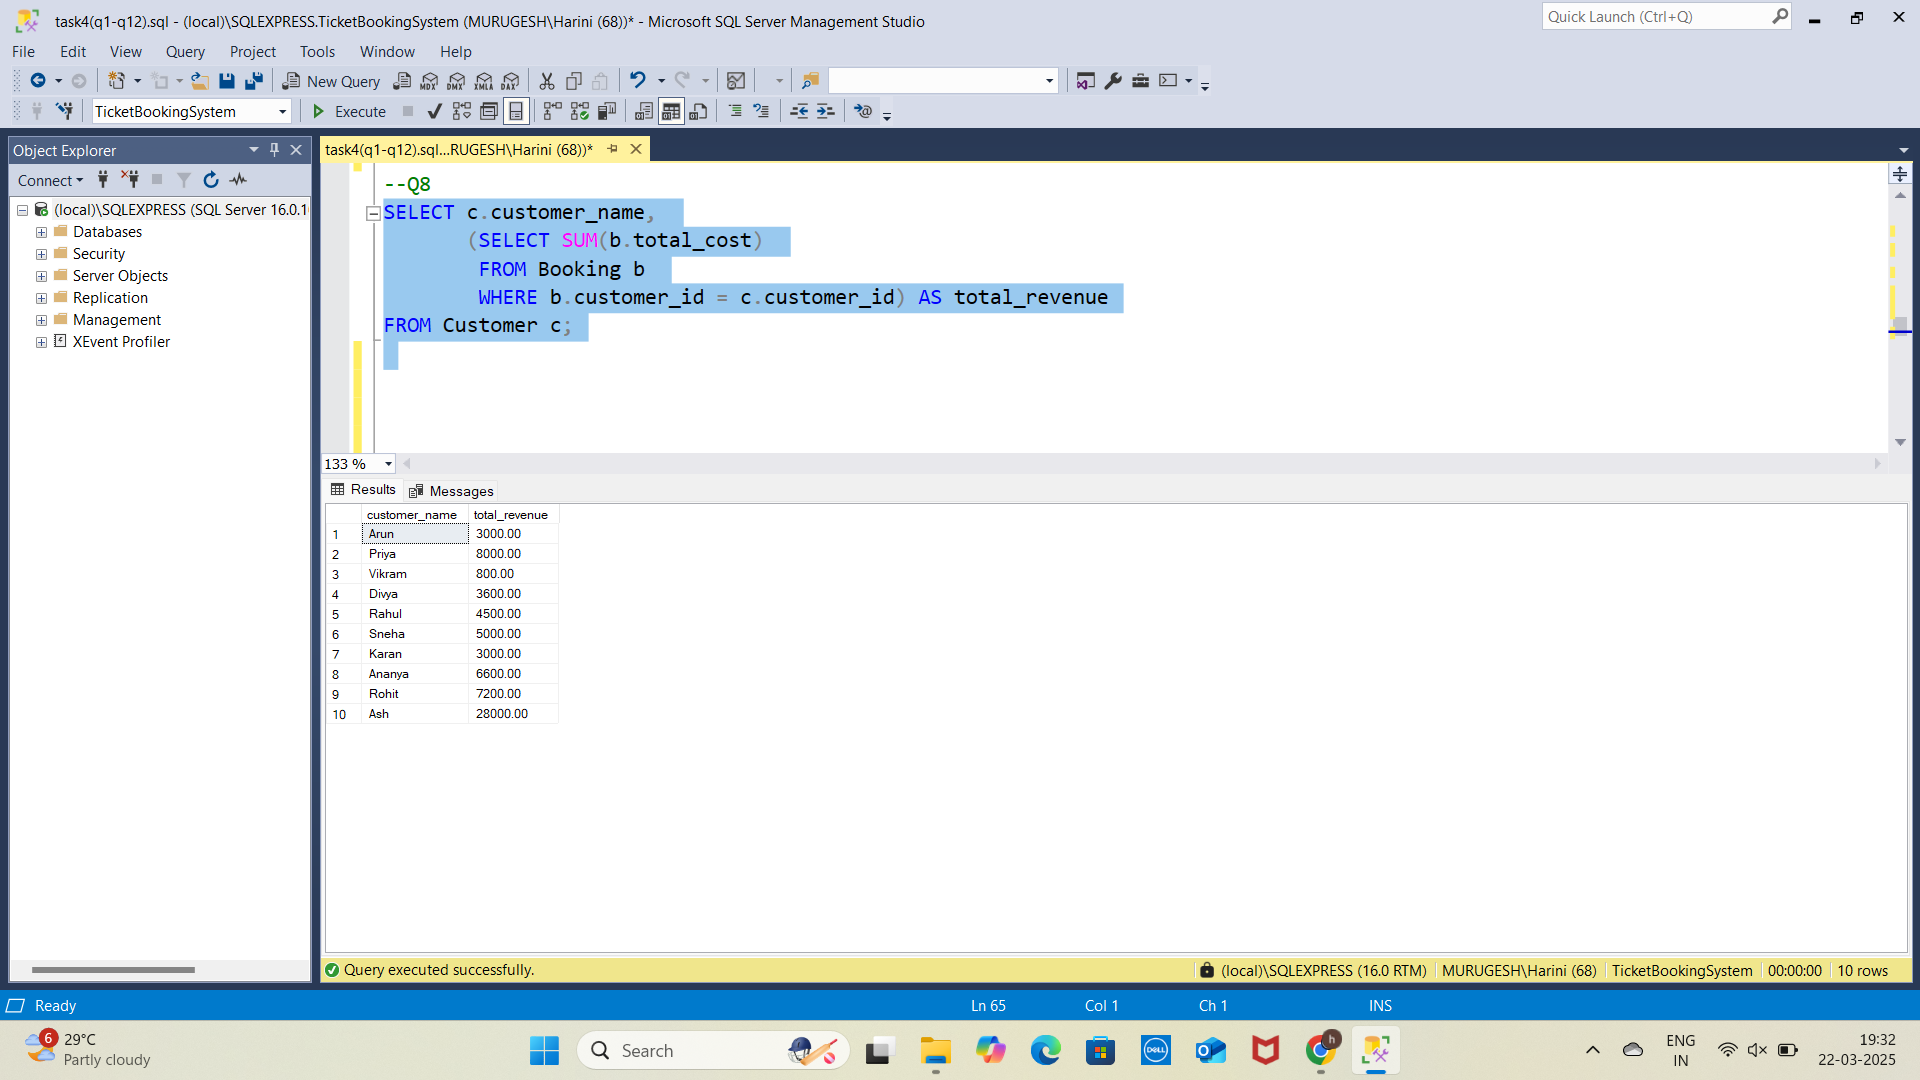 task4(q1-q12).sql - (local)\SQLEXPRESS.TicketBookingSystem (MURUGESH\Harini (68))* - Microsoft SQL Server Management Studio
Quick Launch (Ctrl+Q)
File Edit View Query Project Tools Window Help
New Query MDX DMX XMLA DAX
TicketBookingSystem Execute
Object Explorer
task4(q1-q12).sql...RUGESH\Harini (68))*
Connect
(local)\SQLEXPRESS (SQL Server 16.0.1
Databases
Security
Server Objects
Replication
Management
XEvent Profiler
--Q8
SELECT c.customer_name,
(SELECT SUM(b.total_cost)
FROM Booking b
WHERE b.customer_id = c.customer_id) AS total_revenue
FROM Customer c;
133 %
Results Messages
customer_name total_revenue
1 Arun 3000.00
2 Priya 8000.00
3 Vikram 800.00
4 Divya 3600.00
5 Rahul 4500.00
6 Sneha 5000.00
7 Karan 3000.00
8 Ananya 6600.00
9 Rohit 7200.00
10 Ash 28000.00
Query executed successfully. (local)\SQLEXPRESS (16.0 RTM) MURUGESH\Harini (68) TicketBookingSystem 00:00:00 10 rows
Ready Ln 65 Col 1 Ch 1 INS
6 29°C
Partly cloudy
Search
DELL
h
ENG
IN
19:32
22-03-2025